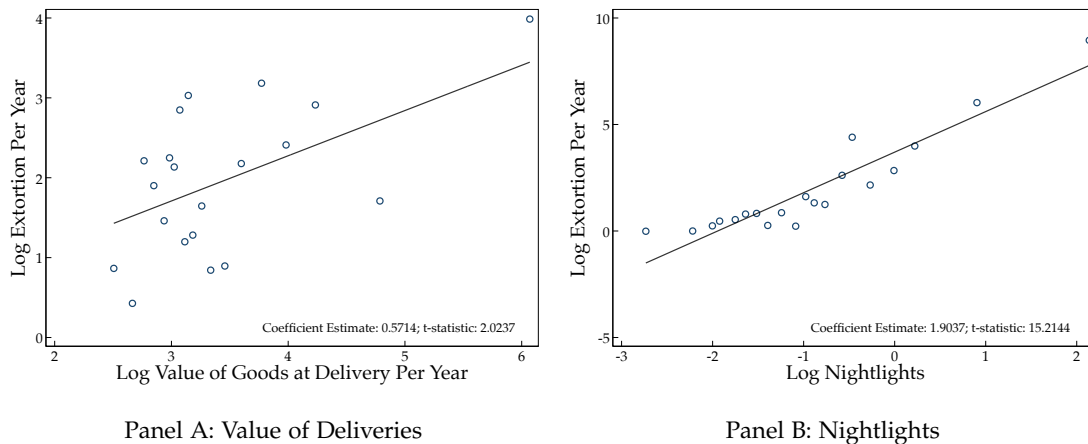 Log Extortion Per Year
4
3
2
1
0
Coefficient Estimate: 0.5714; t-statistic: 2.0237
2 3 4 5 6
Log Value of Goods at Delivery Per Year
Panel A: Value of Deliveries
Log Extortion Per Year
10
5
0
-5
Coefficient Estimate: 1.9037; t-statistic: 15.2144
-3 -2 -1 0 1 2
Log Nightlights
Panel B: Nightlights